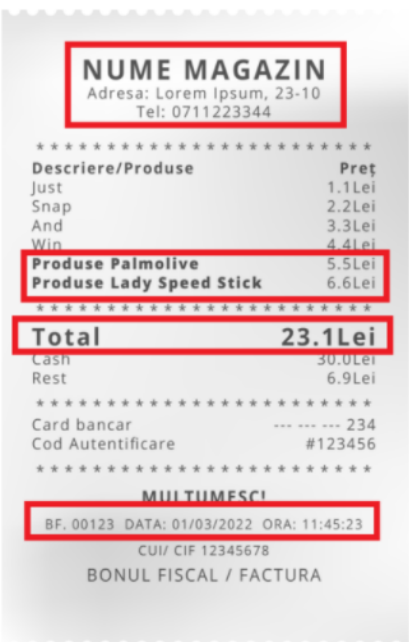 NUME MAGAZIN
Adresa: Lorem Ipsum, 23-10
Tel: 0711223344
* * * * * * * * * * * * * * * * * * * * * * * *
Descriere/Produse Preț
Just 1.1Lei
Snap 2.2Lei
And 3.3Lei
Win 4.4Lei
Produse Palmolive 5.5Lei
Produse Lady Speed Stick 6.6Lei
* * * * * * * * * * * * * * * * * * * * * * * *
Total 23.1Lei
Cash 30.0Lei
Rest 6.9Lei
* * * * * * * * * * * * * * * * * * * * * * * *
Card bancar --- --- --- 234
Cod Autentificare #123456
* * * * * * * * * * * * * * * * * * * * * * * *
MULTUMESC!
BF. 00123 DATA: 01/03/2022 ORA: 11:45:23
CUI/ CIF 12345678
BONUL FISCAL / FACTURA